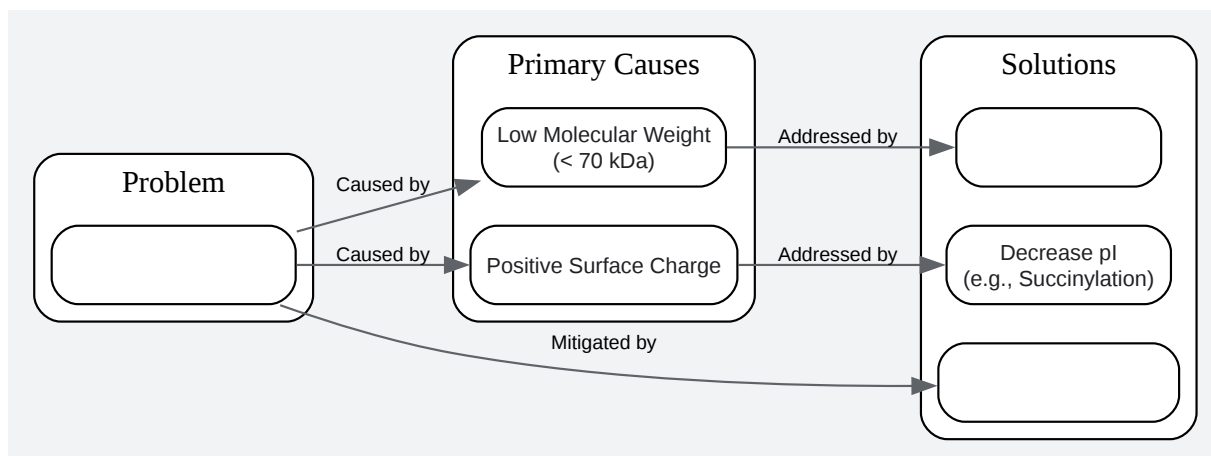 Problem
Caused by
Caused by
Primary Causes
Low Molecular Weight
(< 70 kDa)
Positive Surface Charge
Addressed by
Addressed by
Mitigated by
Solutions
Decrease pI
(e.g., Succinylation)